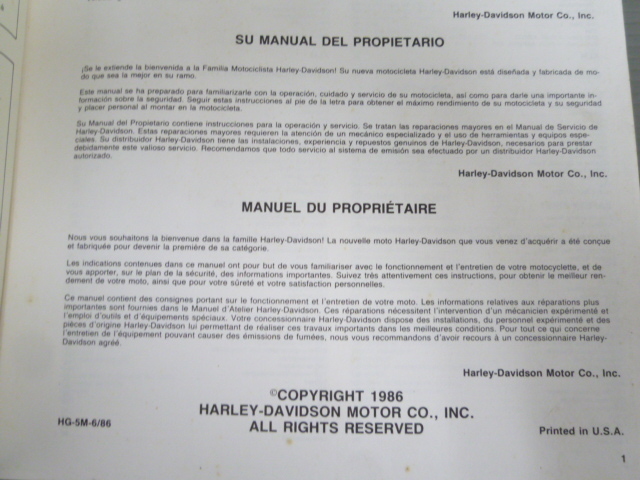 Harley-Davidson Motor Co., Inc.
SU MANUAL DEL PROPIETARIO
¡Se le extiende la bienvenida a la Familia Motociclista Harley-Davidson! Su nueva motocicleta Harley-Davidson está diseñada y fabricada de mo-
do que sea la mejor en su ramo.
Este manual se ha preparado para familiarizarle con la operación, cuidado y servicio de su motocicleta, así como para darle una importante in-
formación sobre la seguridad. Seguir estas instrucciones al pie de la letra para obtener el máximo rendimiento de su motocicleta y su seguridad
y placer personal al montar en la motocicleta.
Su Manual del Propietario contiene instrucciones para la operación y servicio. Se tratan las reparaciones mayores en el Manual de Servicio de
Harley-Davidson. Estas reparaciones mayores requieren la atención de un mecánico especializado y el uso de herramientas y equipos espe-
ciales. Su distribuidor Harley-Davidson tiene las instalaciones, experiencia y repuestos genuinos de Harley-Davidson, necesarios para prestar
debidamente este valioso servicio. Recomendamos que todo servicio al sistema de emisión sea efectuado por un distribuidor Harley-Davidson
autorizado.
Harley-Davidson Motor Co., Inc.
MANUEL DU PROPRIÉTAIRE
Nous vous souhaitons la bienvenue dans la famille Harley-Davidson! La nouvelle moto Harley-Davidson que vous venez d'acquérir a été conçue
et fabriquée pour devenir la première de sa catégorie.
Les indications contenues dans ce manuel ont pour but de vous familiariser avec le fonctionnement et l'entretien de votre motocyclette, et de
vous apporter, sur le plan de la sécurité, des informations importantes. Suivez très attentivement ces instructions, pour obtenir le meilleur ren-
dement de votre moto, ainsi que pour votre sûreté et votre satisfaction personnelles.
Ce manuel contient des consignes portant sur le fonctionnement et l'entretien de votre moto. Les informations relatives aux réparations plus
importantes sont fournies dans le Manuel d'Atelier Harley-Davidson. Ces réparations nécessitent l'intervention d'un mécanicien expérimenté et
l'emploi d'outils et d'équipements spéciaux. Votre concessionnaire Harley-Davidson dispose des installations, du personnel expérimenté et des
pièces d'origine Harley-Davidson lui permettant de réaliser ces travaux importants dans les meilleures conditions. Pour tout ce qui concerne
l'entretien de l'équipement pouvant causer des émissions de fumées, nous vous recommandons d'avoir recours à un concessionnaire Harley-
Davidson agréé.
Harley-Davidson Motor Co., Inc.
©COPYRIGHT 1986
HARLEY-DAVIDSON MOTOR CO., INC.
ALL RIGHTS RESERVED
HG-5M-6/86
Printed in U.S.A.
1